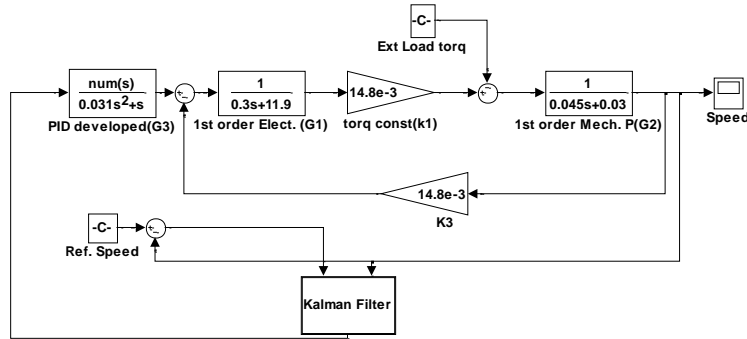 -C-
Ext Load torq
num(s)
0.031s2+s
PID developed(G3)
1
0.3s+11.9
1st order Elect. (G1)
14.8e-3
torq const(k1)
1
0.045s+0.03
1st order Mech. P(G2)
Speed
14.8e-3
K3
-C-
Ref. Speed
Kalman Filter